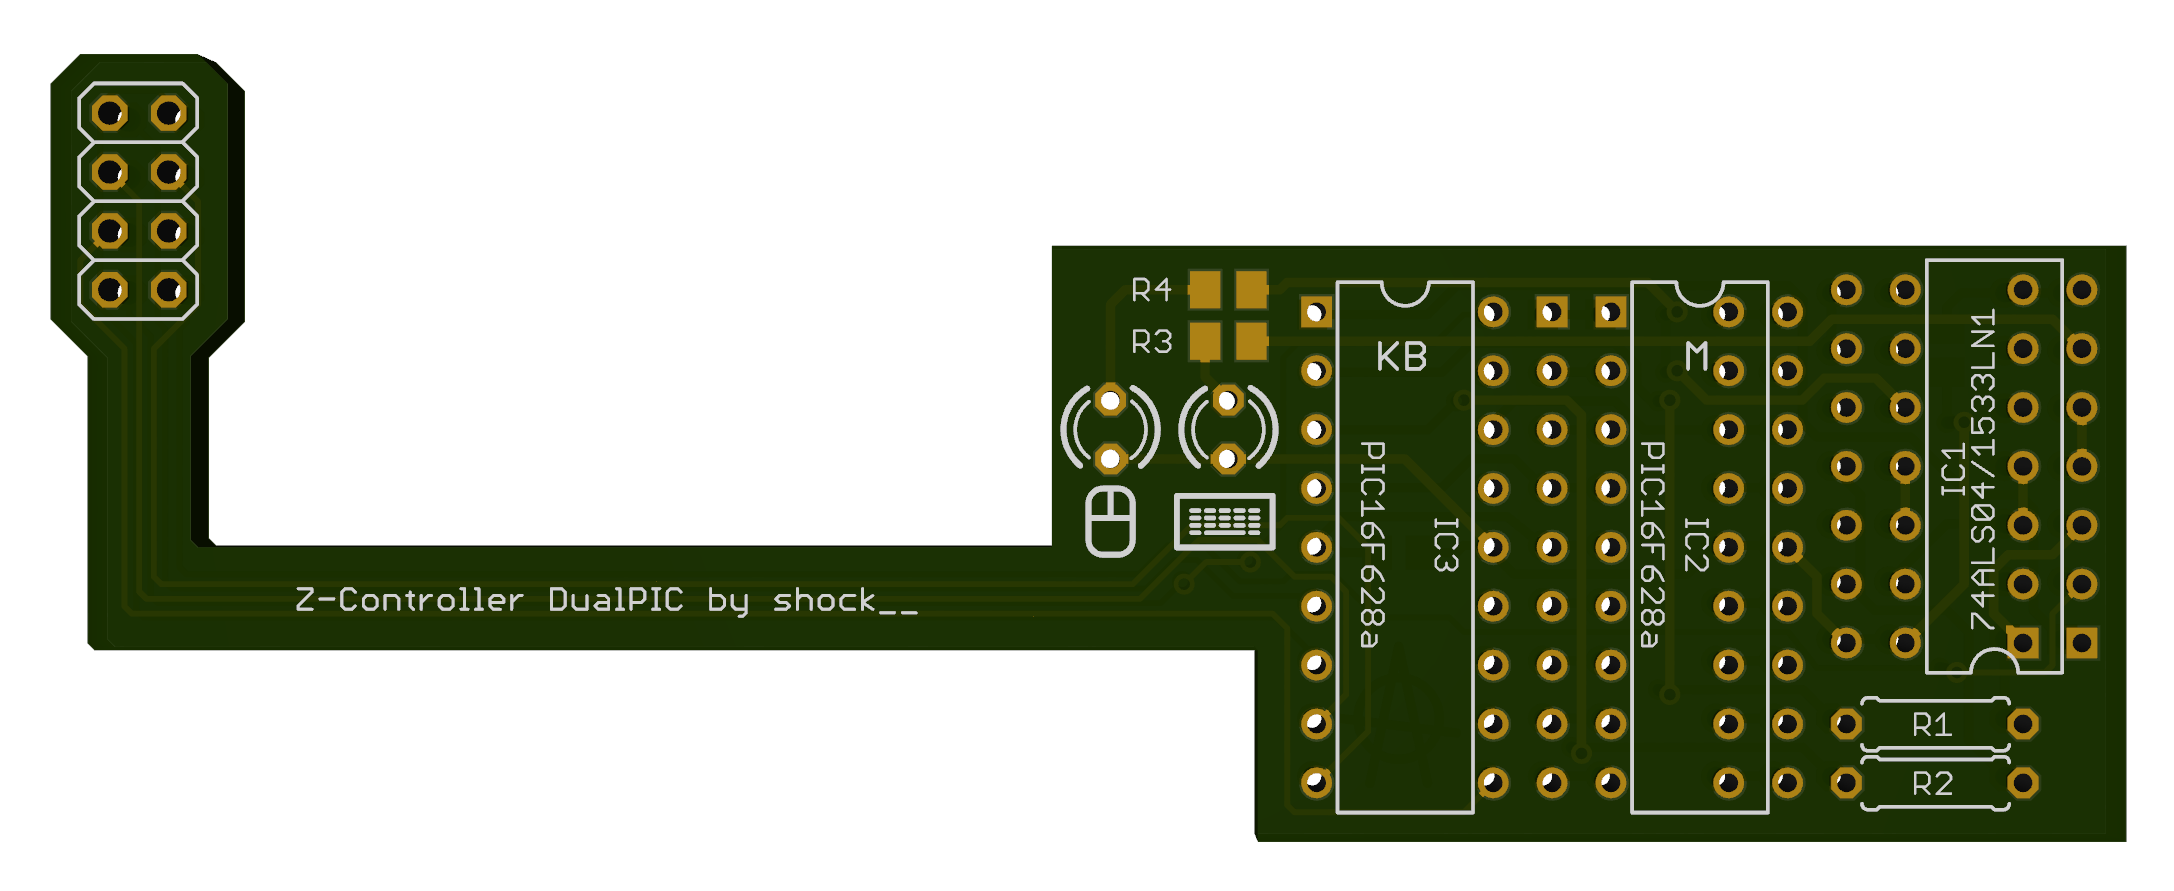 R4
R3
KB
M
PIC16F628a
IC3
PIC16F628a
IC2
IC1
74ALS04/1533LN1
Z-Controller DualPIC by shock__
R1
R2